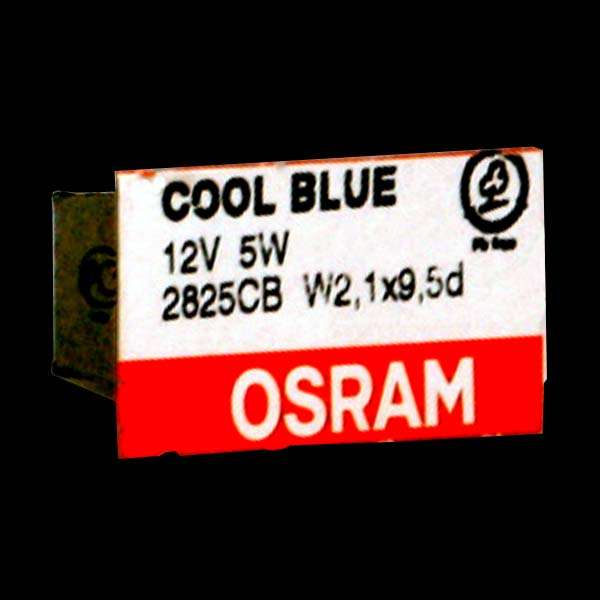 COOL BLUE
12V 5W
2825CB W2,1x9,5d
OSRAM